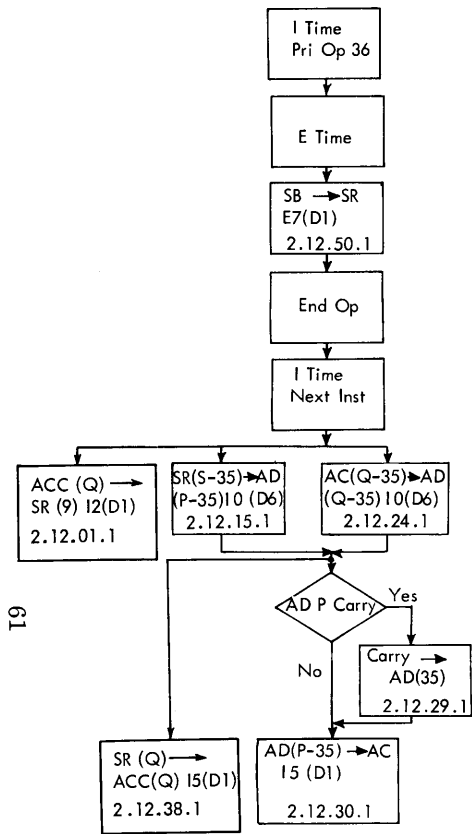 I Time
Pri Op 36
E Time
SB → SR
E7(D1)
2.12.50.1
End Op
I Time
Next Inst
ACC (Q) →
SR (9) I2(D1)
2.12.01.1
SR(S-35)→AD
(P-35)I0 (D6)
2.12.15.1
AC(Q-35)→AD
(Q-35) I0(D6)
2.12.24.1
AD P Carry
Yes
No
Carry →
AD(35)
2.12.29.1
SR (Q) →
ACC(Q) I5(D1)
2.12.38.1
AD(P-35) →AC
I5 (D1)
2.12.30.1
61